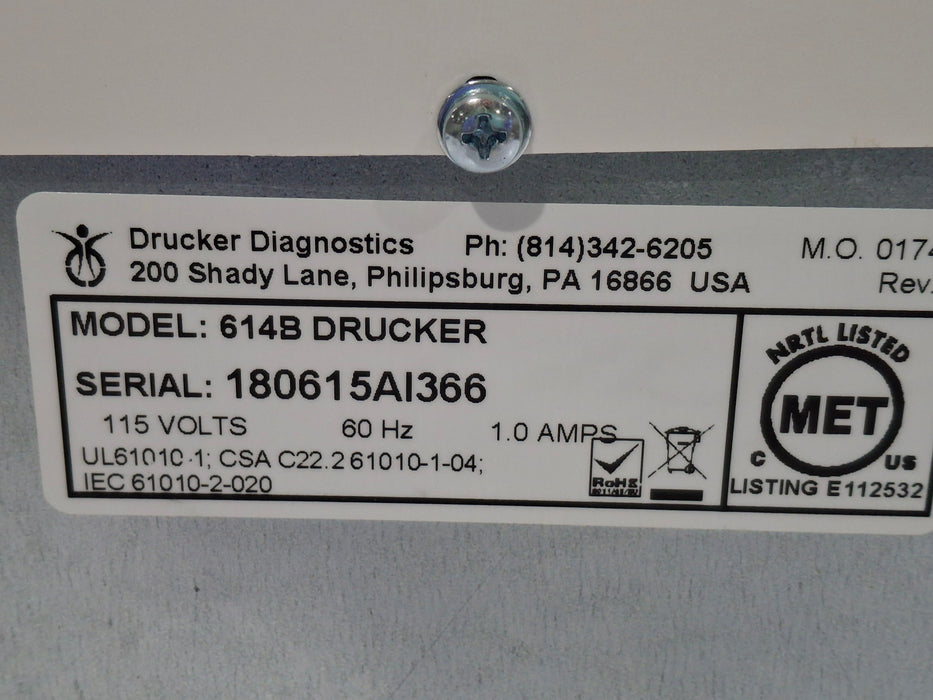 Drucker Diagnostics Ph: (814)342-6205 M.O. 0174
200 Shady Lane, Philipsburg, PA 16866 USA Rev.
MODEL: 614B DRUCKER
SERIAL: 180615AI366
115 VOLTS 60 Hz 1.0 AMPS
UL61010-1; CSA C22.2 61010-1-04;
IEC 61010-2-020
RoHS
NRTL LISTED
MET
C US
LISTING E112532